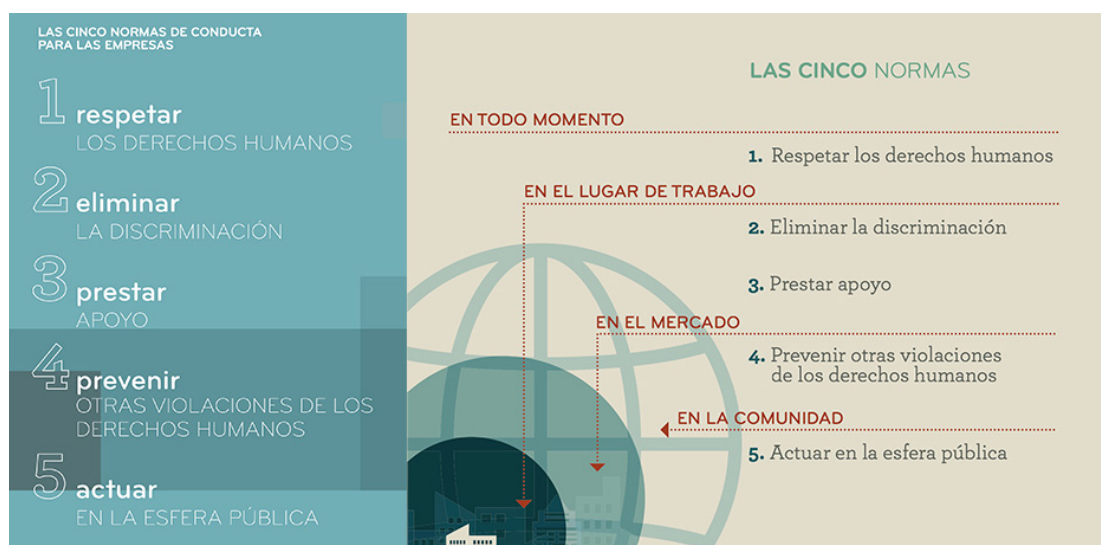 LAS CINCO NORMAS DE CONDUCTA
PARA LAS EMPRESAS
1 respetar
LOS DERECHOS HUMANOS
2 eliminar
LA DISCRIMINACIÓN
3 prestar
APOYO
4 prevenir
OTRAS VIOLACIONES DE LOS
DERECHOS HUMANOS
5 actuar
EN LA ESFERA PÚBLICA
LAS CINCO NORMAS
EN TODO MOMENTO
1. Respetar los derechos humanos
EN EL LUGAR DE TRABAJO
2. Eliminar la discriminación
3. Prestar apoyo
EN EL MERCADO
4. Prevenir otras violaciones
de los derechos humanos
EN LA COMUNIDAD
5. Actuar en la esfera pública